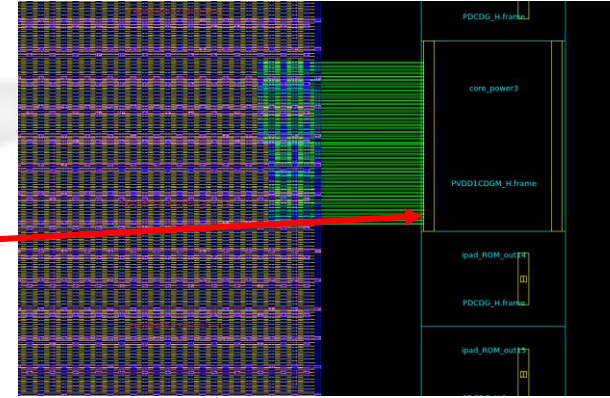 PDCDG_H.frame
core_power3
PVDD1CDGM_H.frame
ipad_ROM_out14
PDCDG_H.frame
ipad_ROM_out15